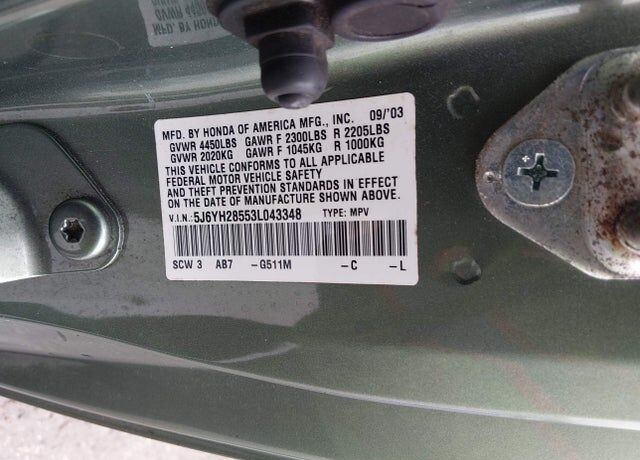 MFD. BY HONDA OF AMERICA MFG., INC. 09/'03
GVWR 4450LBS GAWR F 2300LBS R 2205LBS
GVWR 2020KG GAWR F 1045KG R 1000KG
THIS VEHICLE CONFORMS TO ALL APPLICABLE
FEDERAL MOTOR VEHICLE SAFETY
AND THEFT PREVENTION STANDARDS IN EFFECT
ON THE DATE OF MANUFACTURE SHOWN ABOVE.
V.I.N.: 5J6YH28553L043348 TYPE: MPV
SCW 3 AB7 -G511M -C -L